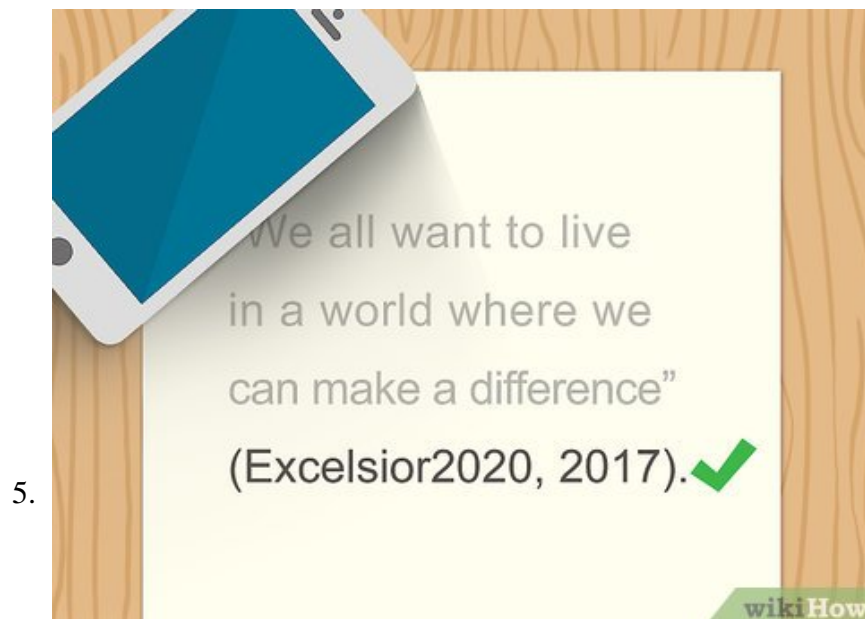 We all want to live
in a world where we
can make a difference”
(Excelsior2020, 2017).
5.
wikiHow